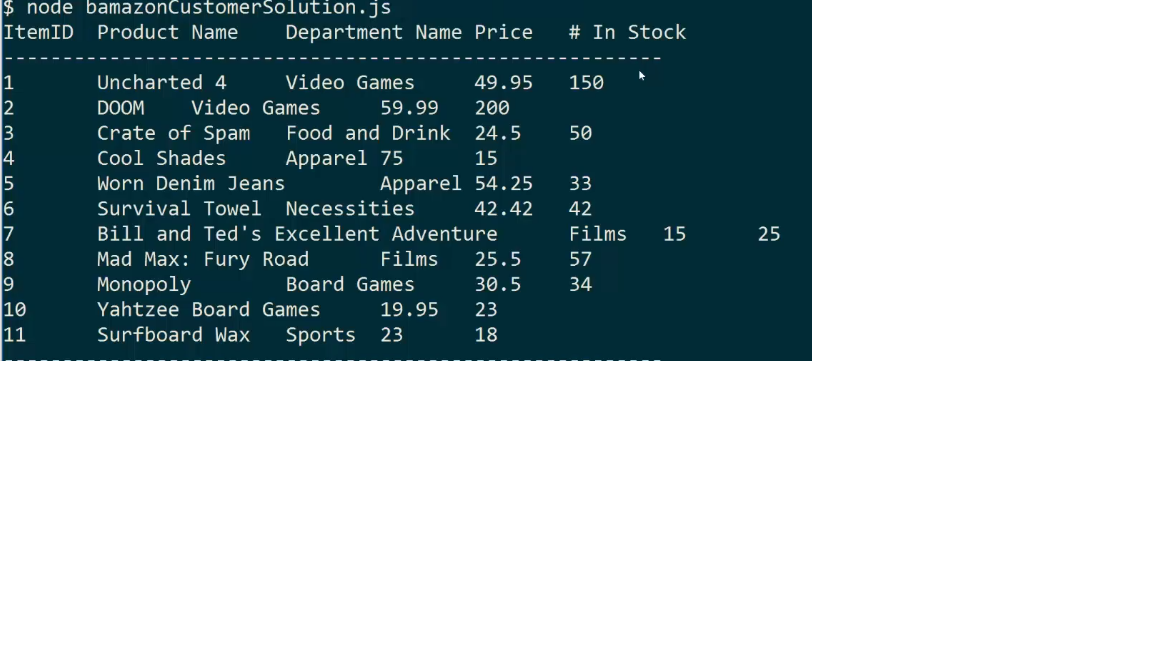 $ node bamazonCustomerSolution.js
ItemID  Product Name    Department Name Price   # In Stock
--------------------------------------------------------
1       Uncharted 4     Video Games     49.95   150
2       DOOM    Video Games     59.99   200
3       Crate of Spam   Food and Drink  24.5    50
4       Cool Shades     Apparel 75      15
5       Worn Denim Jeans        Apparel 54.25   33
6       Survival Towel  Necessities     42.42   42
7       Bill and Ted's Excellent Adventure      Films   15      25
8       Mad Max: Fury Road      Films   25.5    57
9       Monopoly        Board Games     30.5    34
10      Yahtzee Board Games     19.95   23
11      Surfboard Wax   Sports  23      18
--------------------------------------------------------